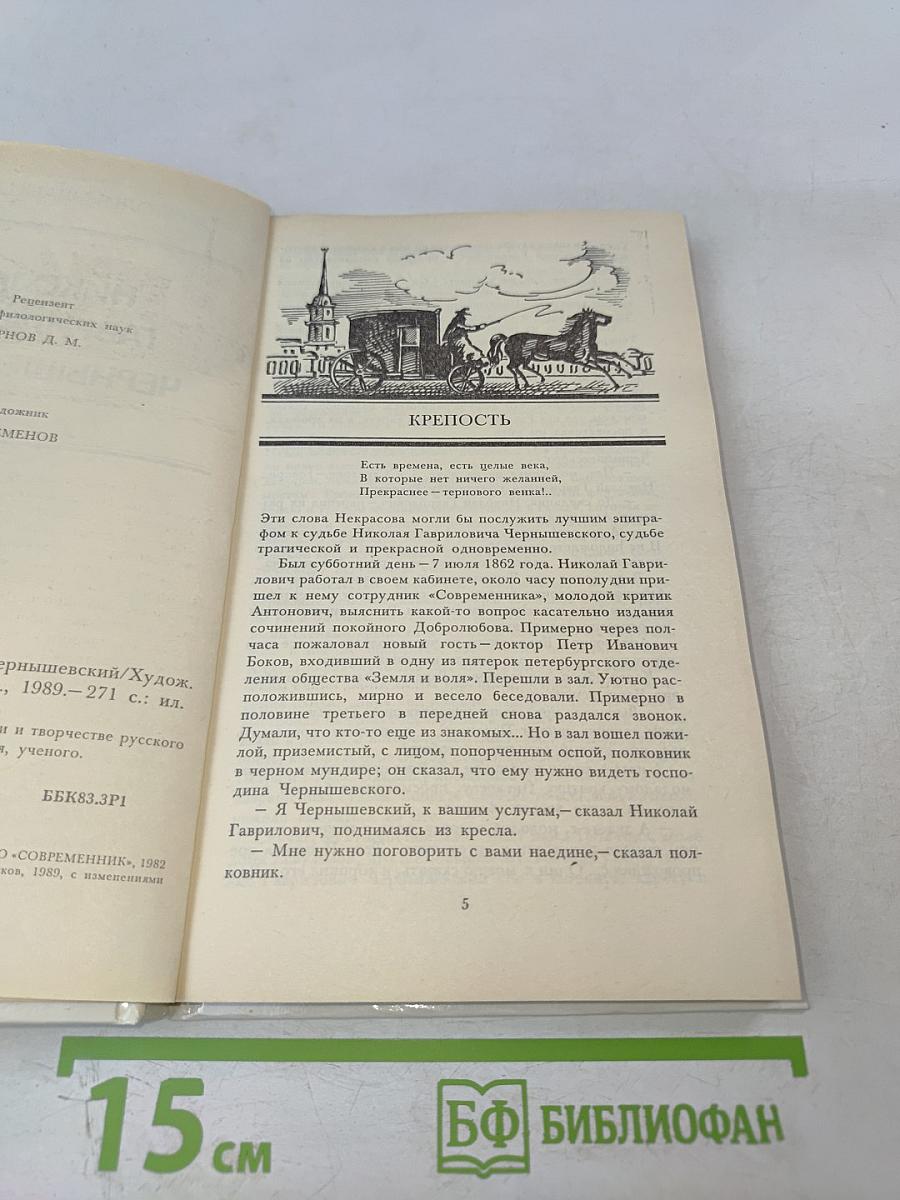 Рецензент
филологических наук
РНОВ Д. М.
МЕНОВ
ернышевский/Худож.
., 1989.— 271 с.: ил.
и и творчестве русского
я, ученого.
ББК83.3Р1
О «СОВРЕМЕННИК», 1982
ков, 1989, с изменениями
КРЕПОСТЬ
Есть времена, есть целые века,
В которые нет ничего желанней,
Прекраснее — тернового венка!..
Эти слова Некрасова могли бы послужить лучшим эпигра-
фом к судьбе Николая Гавриловича Чернышевского, судьбе
трагической и прекрасной одновременно.
Был субботний день — 7 июля 1862 года. Николай Гаври-
лович работал в своем кабинете, около часу пополудни при-
шел к нему сотрудник «Современника», молодой критик
Антонович, выяснить какой-то вопрос касательно издания
сочинений покойного Добролюбова. Примерно через пол-
часа пожаловал новый гость — доктор Петр Иванович
Боков, входивший в одну из пятерок петербургского отде-
ления общества «Земля и воля». Перешли в зал. Уютно рас-
положившись, мирно и весело беседовали. Примерно в
половине третьего в передней снова раздался звонок.
Думали, что кто-то еще из знакомых... Но в зал вошел пожи-
лой, приземистый, с лицом, попорченным оспой, полковник
в черном мундире; он сказал, что ему нужно видеть госпо-
дина Чернышевского.
— Я Чернышевский, к вашим услугам,— сказал Николай
Гаврилович, поднимаясь из кресла.
— Мне нужно поговорить с вами наедине,— сказал пол-
ковник.
5
15 см
БФ БИБЛИОФАН